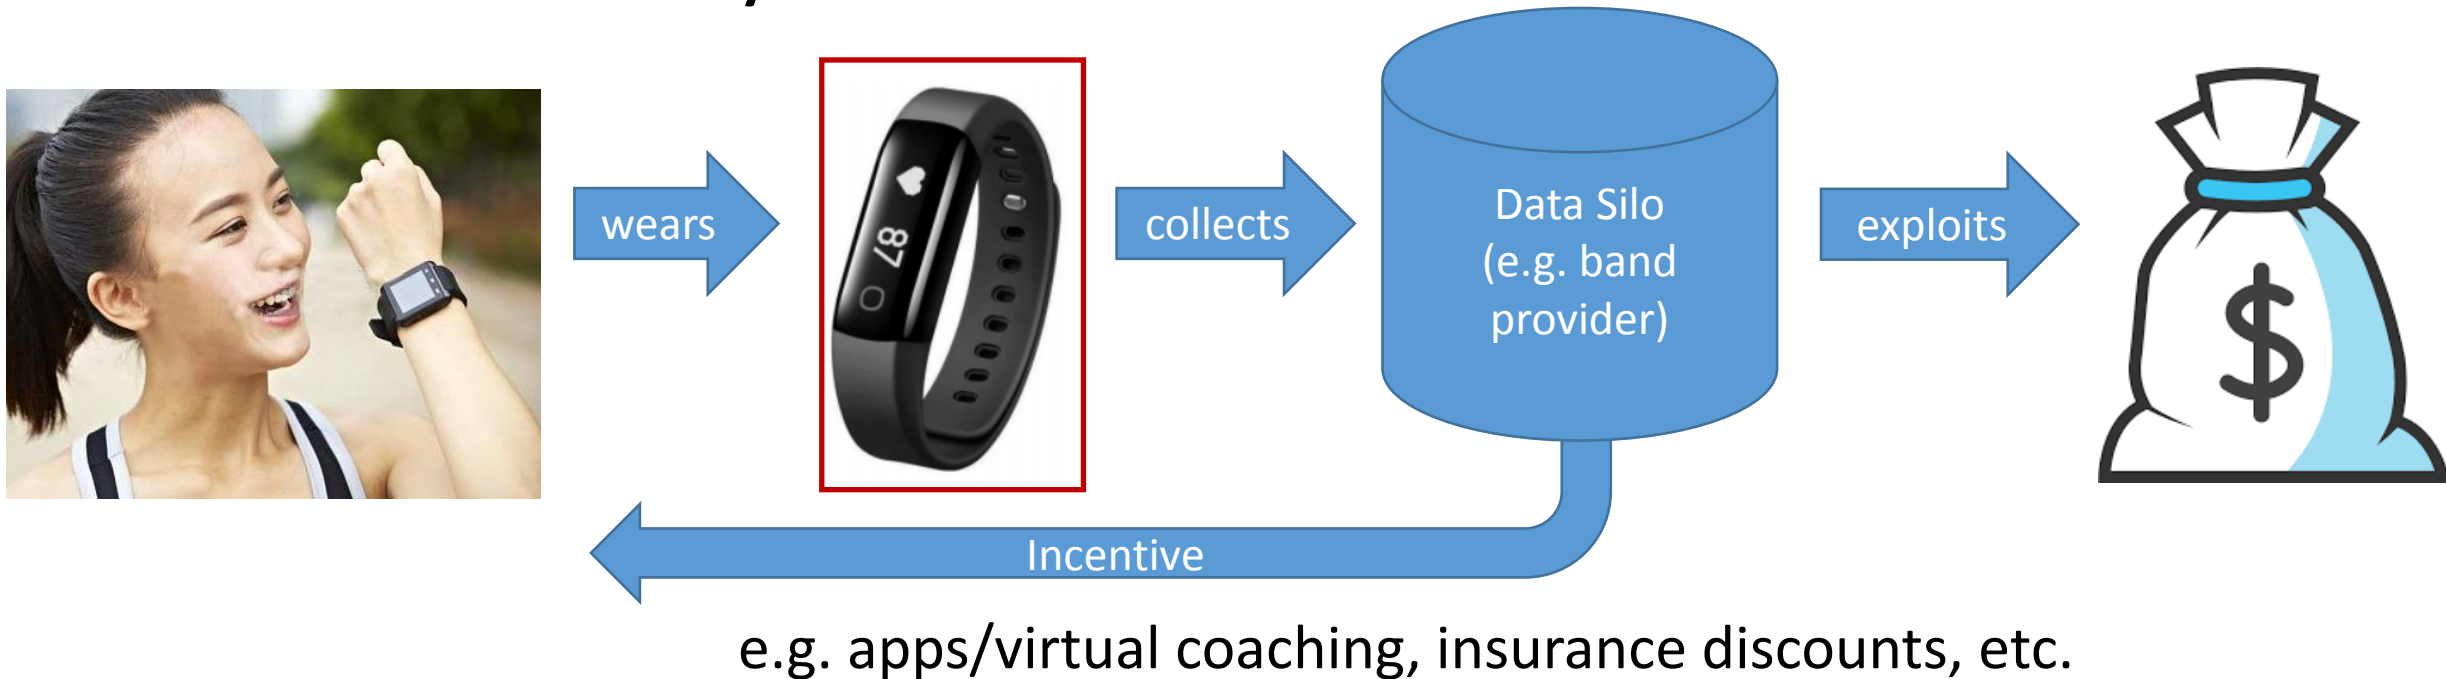 wears
87
collects
Data Silo
(e.g. band
provider)
exploits
$
Incentive
e.g. apps/virtual coaching, insurance discounts, etc.